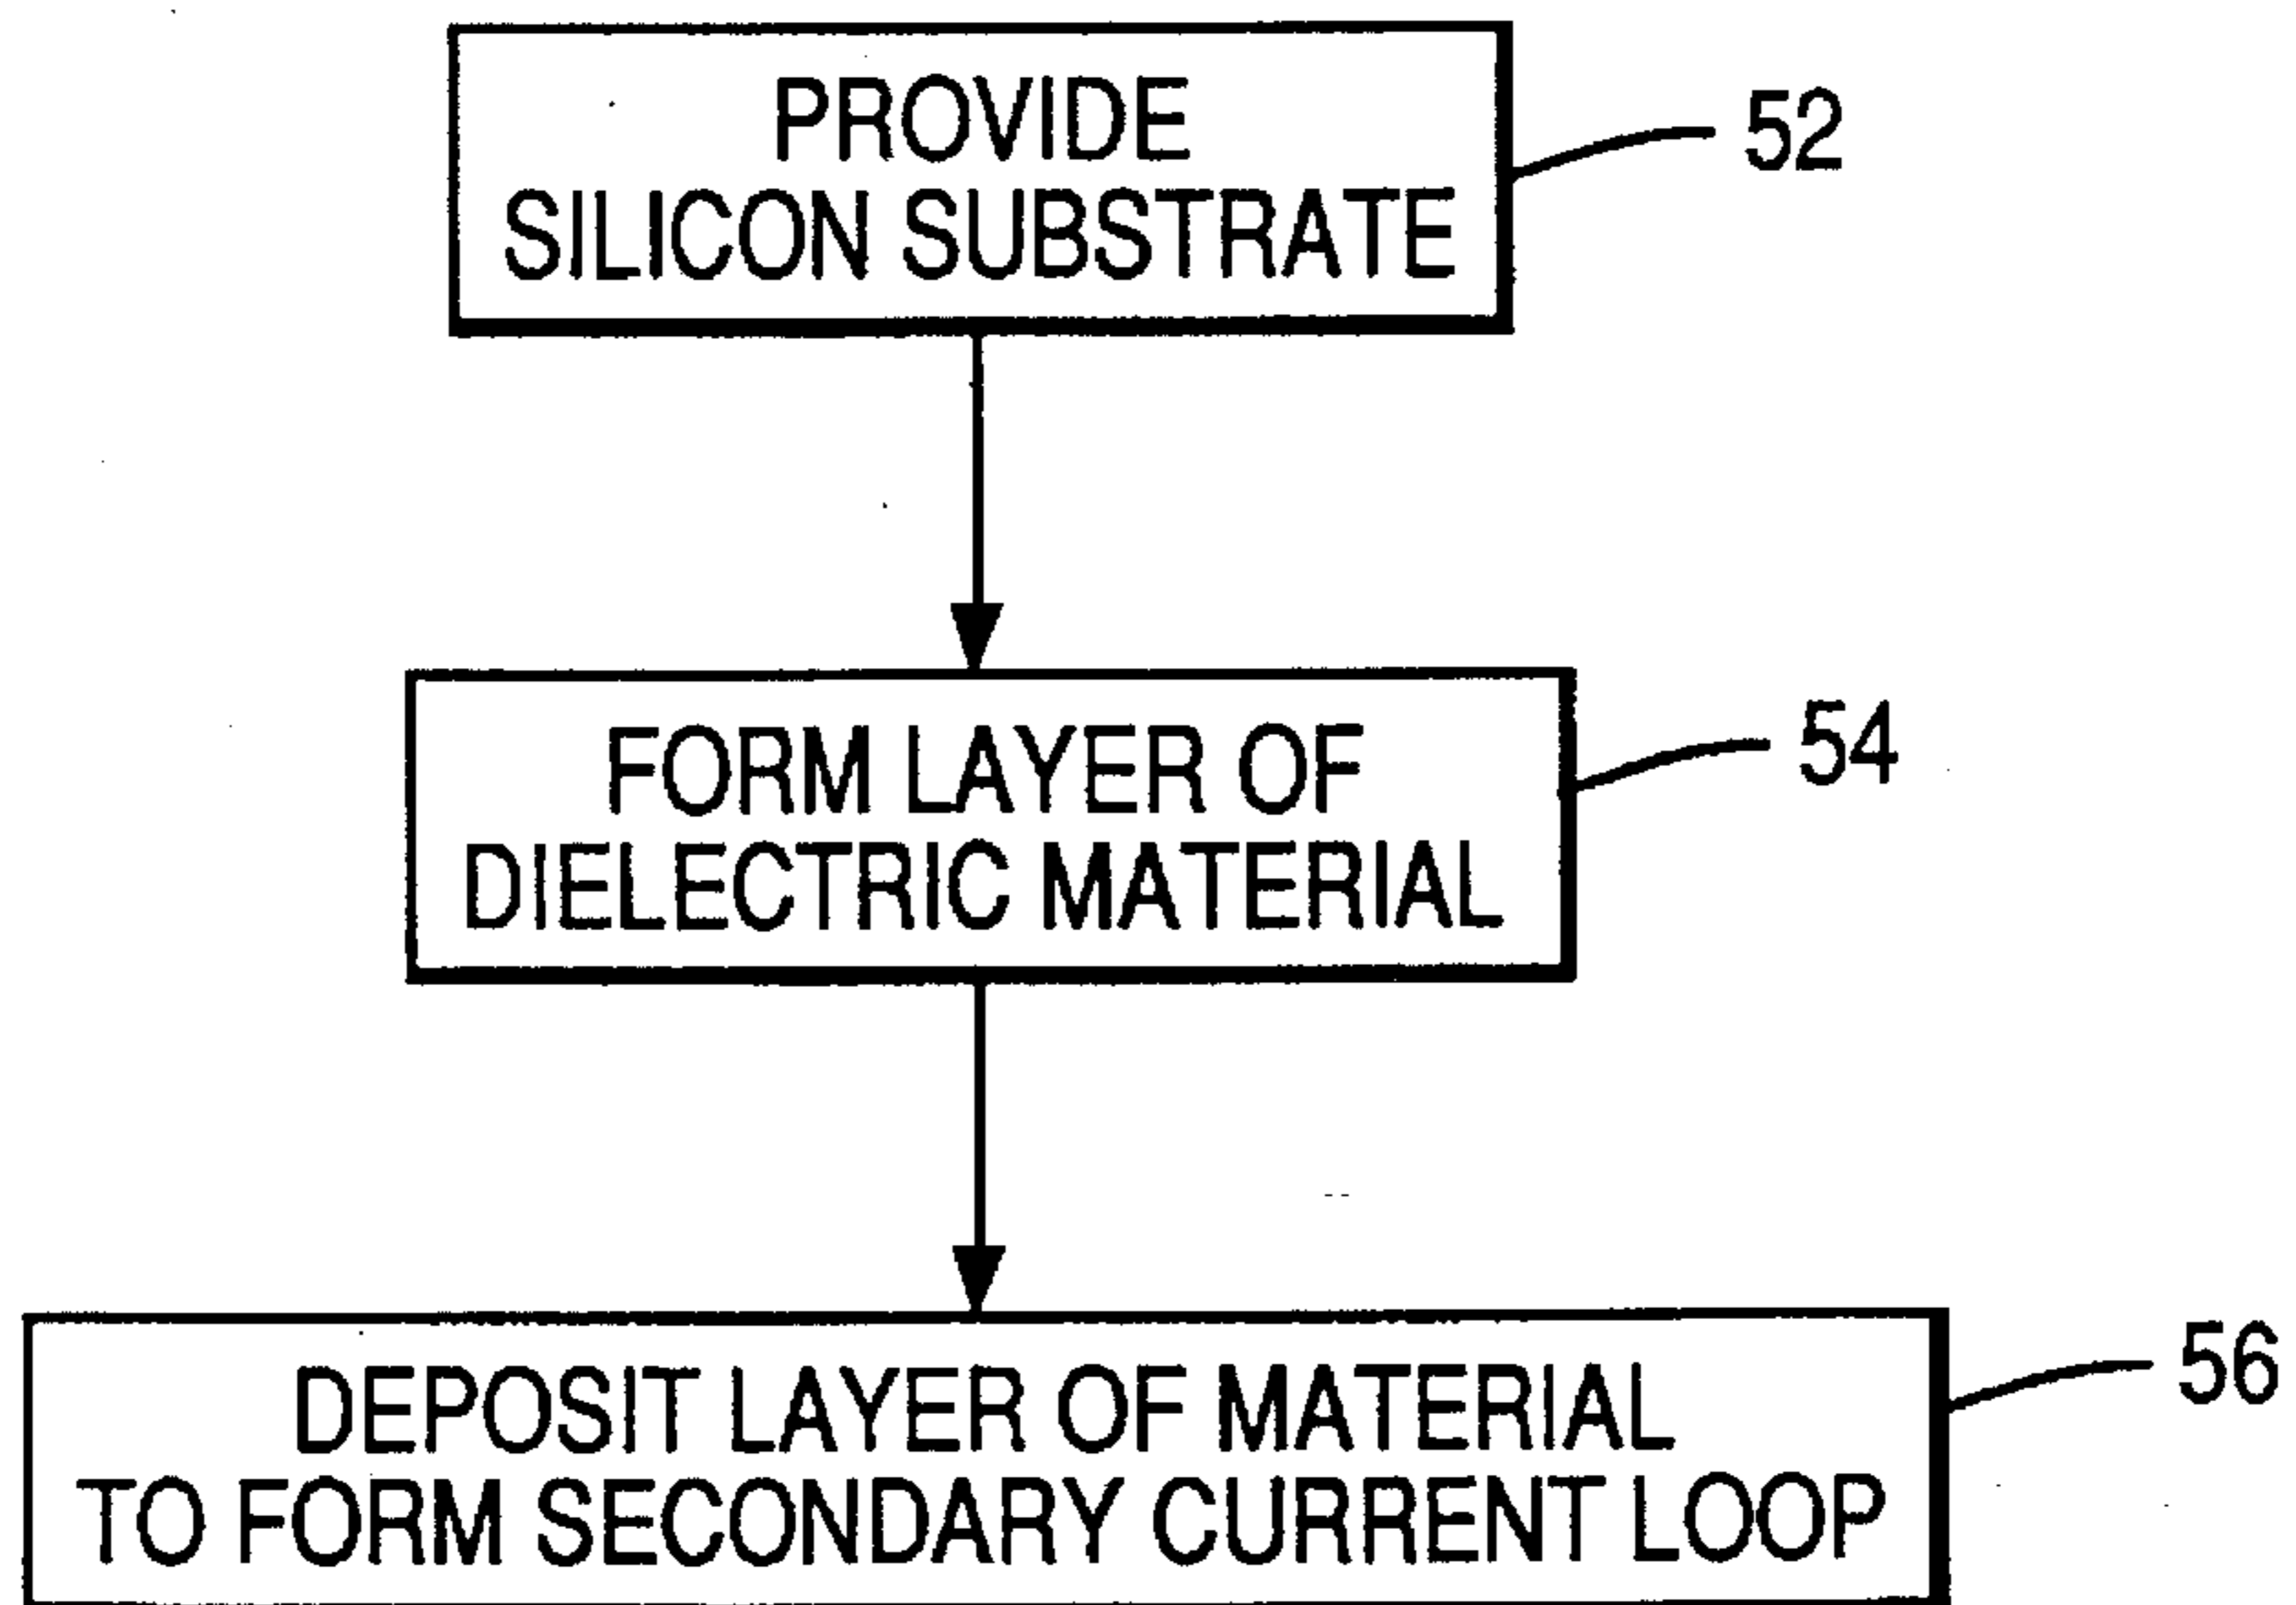 PROVIDE
SILICON SUBSTRATE
52
FORM LAYER OF
DIELECTRIC MATERIAL
54
DEPOSIT LAYER OF MATERIAL
TO FORM SECONDARY CURRENT LOOP
56